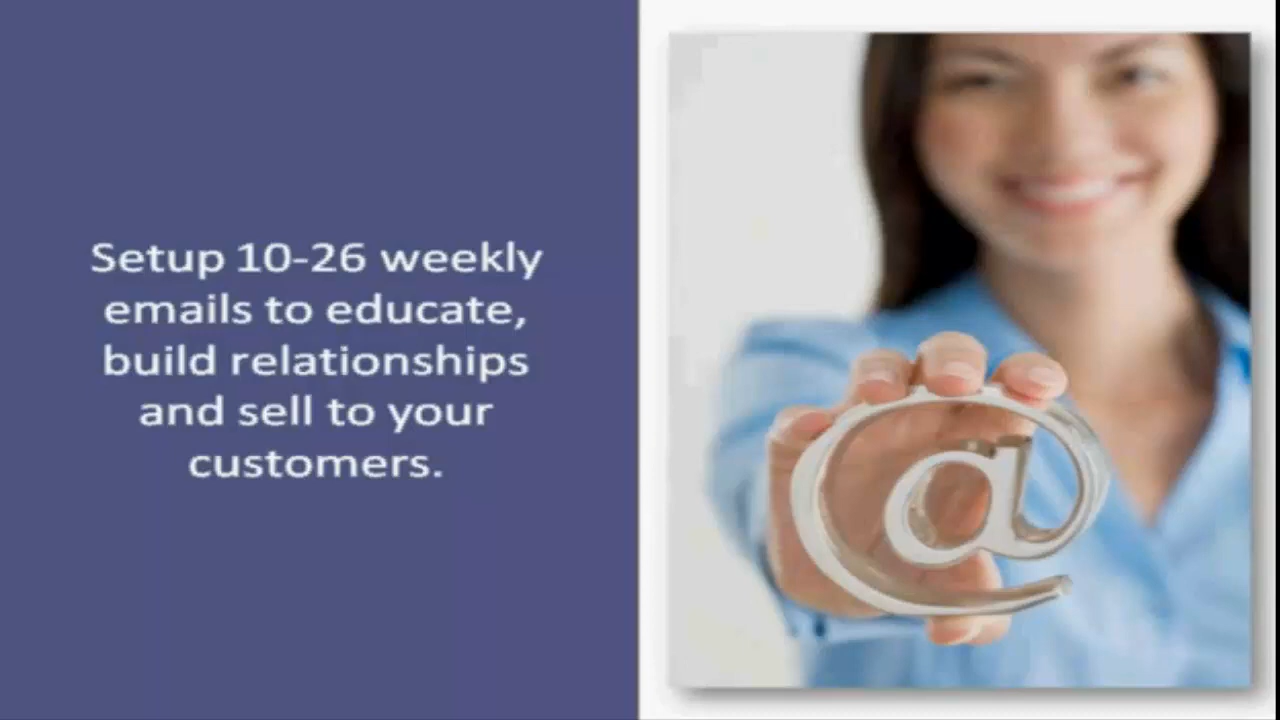 Setup 10-26 weekly
emails to educate,
build relationships
and sell to your
customers.
@